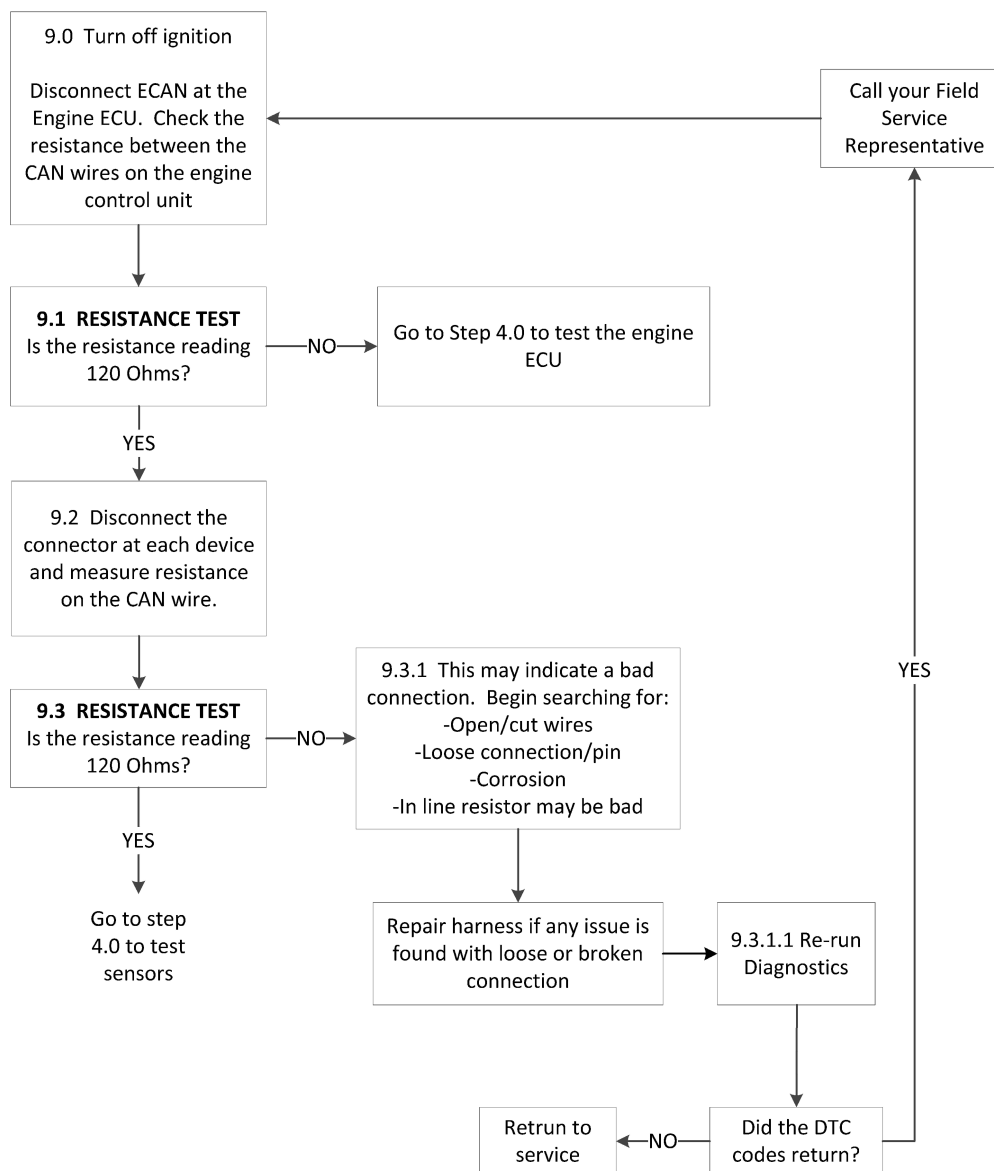 9.0  Turn off ignition
Disconnect ECAN at the
Engine ECU.  Check the
resistance between the
CAN wires on the engine
control unit
Call your Field
Service
Representative
9.1  RESISTANCE TEST
Is the resistance reading
120 Ohms?
NO
Go to Step 4.0 to test the engine
ECU
YES
9.2  Disconnect the
connector at each device
and measure resistance
on the CAN wire.
9.3  RESISTANCE TEST
Is the resistance reading
120 Ohms?
NO
9.3.1  This may indicate a bad
connection.  Begin searching for:
-Open/cut wires
-Loose connection/pin
-Corrosion
-In line resistor may be bad
YES
YES
Go to step
4.0 to test
sensors
Repair harness if any issue is
found with loose or broken
connection
9.3.1.1 Re-run
Diagnostics
Did the DTC
codes return?
NO
Retrun to
service